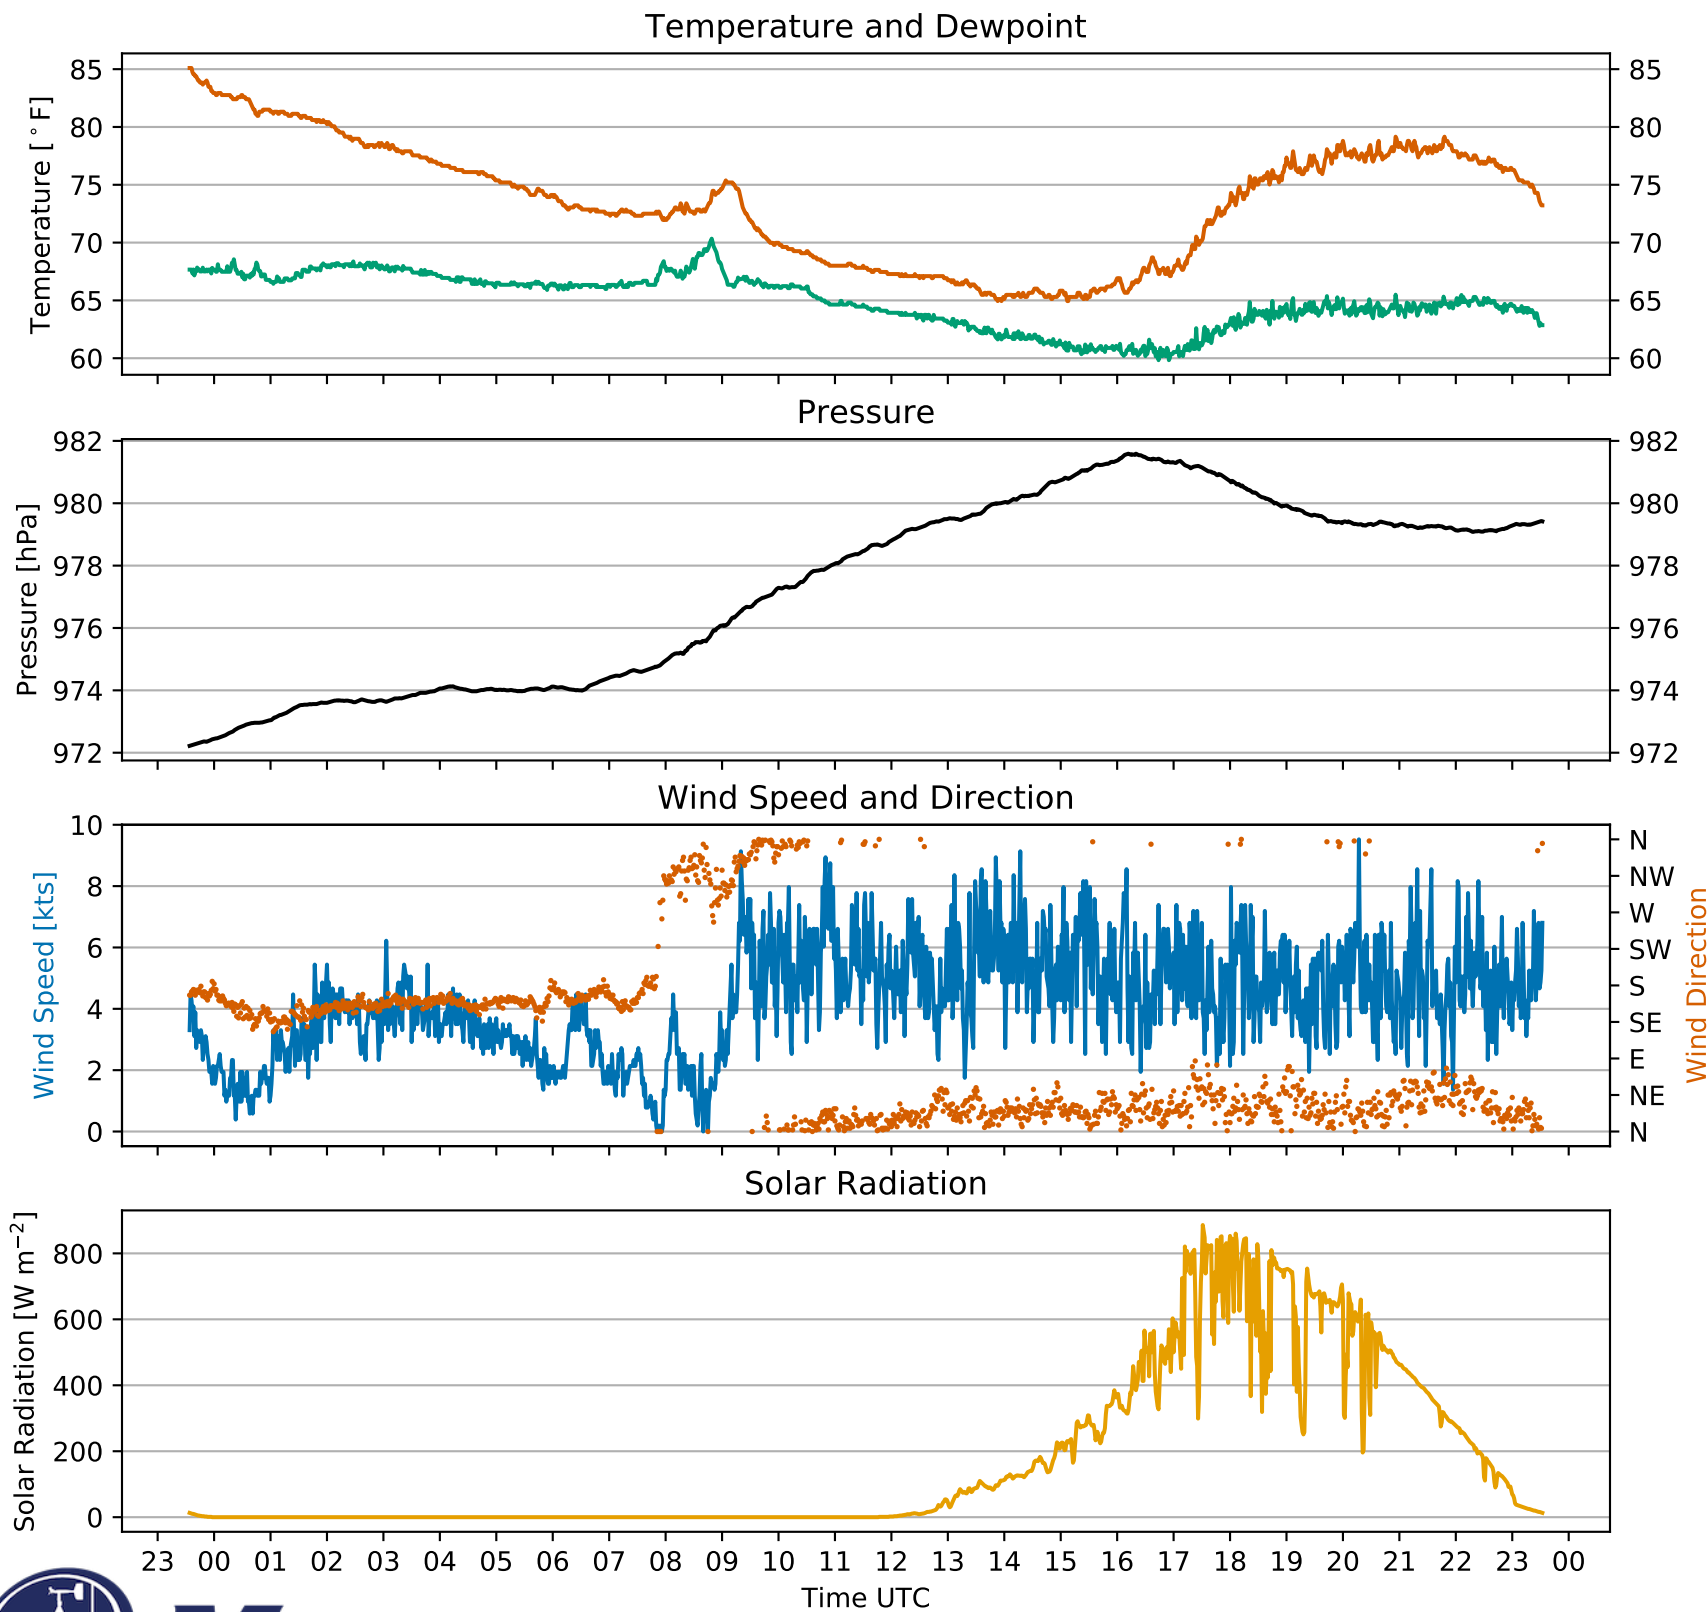 Temperature and Dewpoint
Temperature [°F]
85
80
75
70
65
60
85
80
75
70
65
60
Pressure
Pressure [hPa]
982
980
978
976
974
972
982
980
978
976
974
972
Wind Speed and Direction
Wind Speed [kts]
10
8
6
4
2
0
N
NW
W
SW
S
SE
E
NE
N
Wind Direction
Solar Radiation
Solar Radiation [W m⁻²]
800
600
400
200
0
23 00 01 02 03 04 05 06 07 08 09 10 11 12 13 14 15 16 17 18 19 20 21 22 23 00
Time UTC